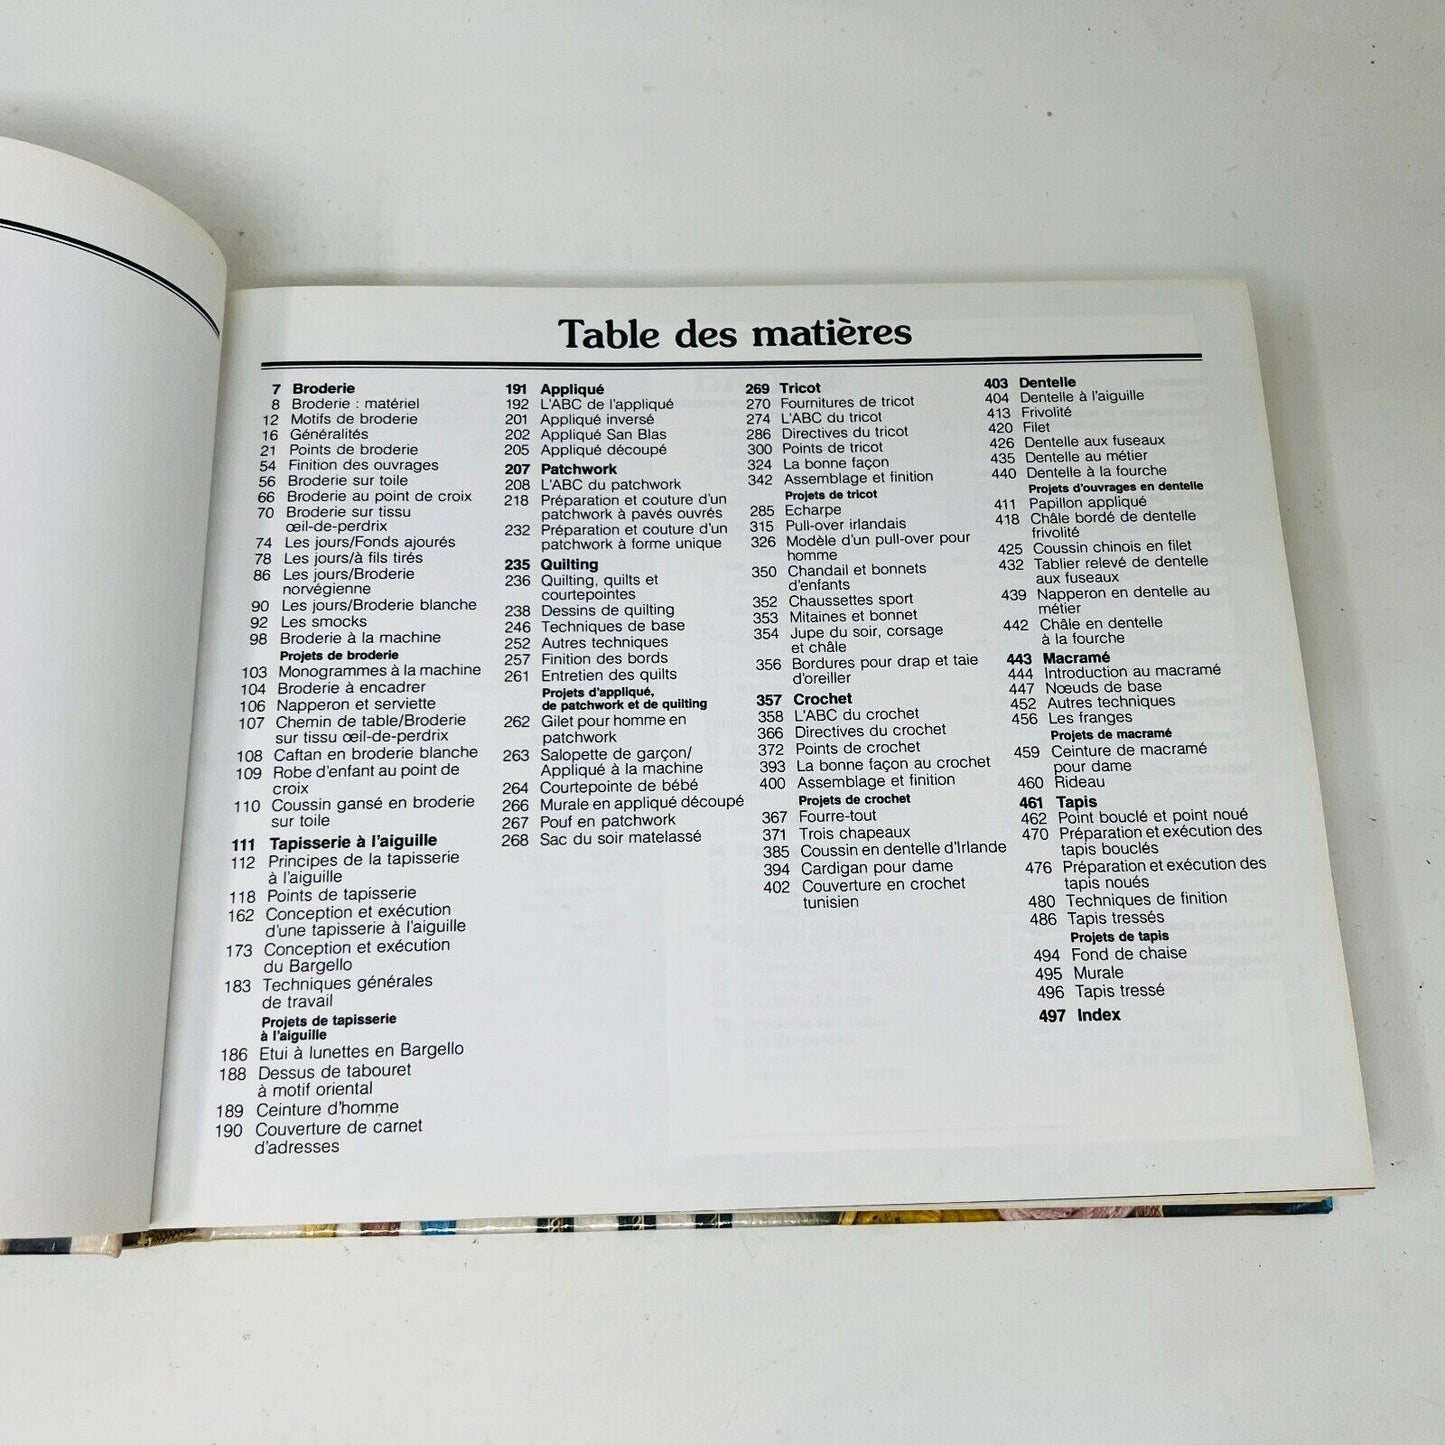 Table des matières
7 Broderie
8 Broderie : matériel
12 Motifs de broderie
16 Généralités
21 Points de broderie
54 Finition des ouvrages
56 Broderie sur toile
66 Broderie au point de croix
70 Broderie sur tissu
œil-de-perdrix
74 Les jours/Fonds ajourés
78 Les jours/à fils tirés
86 Les jours/Broderie
norvégienne
90 Les jours/Broderie blanche
92 Les smocks
98 Broderie à la machine
Projets de broderie
103 Monogrammes à la machine
104 Broderie à encadrer
106 Napperon et serviette
107 Chemin de table/Broderie
sur tissu œil-de-perdrix
108 Caftan en broderie blanche
109 Robe d'enfant au point de
croix
110 Coussin gansé en broderie
sur toile
111 Tapisserie à l'aiguille
112 Principes de la tapisserie
à l'aiguille
118 Points de tapisserie
162 Conception et exécution
d'une tapisserie à l'aiguille
173 Conception et exécution
du Bargello
183 Techniques générales
de travail
Projets de tapisserie
à l'aiguille
186 Etui à lunettes en Bargello
188 Dessus de tabouret
à motif oriental
189 Ceinture d'homme
190 Couverture de carnet
d'adresses
191 Appliqué
192 L'ABC de l'appliqué
201 Appliqué inversé
202 Appliqué San Blas
205 Appliqué découpé
207 Patchwork
208 L'ABC du patchwork
218 Préparation et couture d'un
patchwork à pavés ouvrés
232 Préparation et couture d'un
patchwork à forme unique
235 Quilting
236 Quilting, quilts et
courtepointes
238 Dessins de quilting
246 Techniques de base
252 Autres techniques
257 Finition des bords
261 Entretien des quilts
Projets d'appliqué,
de patchwork et de quilting
262 Gilet pour homme en
patchwork
263 Salopette de garçon/
Appliqué à la machine
264 Courtepointe de bébé
266 Murale en appliqué découpé
267 Pouf en patchwork
268 Sac du soir matelassé
269 Tricot
270 Fournitures de tricot
274 L'ABC du tricot
286 Directives du tricot
300 Points de tricot
324 La bonne façon
342 Assemblage et finition
Projets de tricot
285 Echarpe
315 Pull-over irlandais
326 Modèle d'un pull-over pour
homme
350 Chandail et bonnets
d'enfants
352 Chaussettes sport
353 Mitaines et bonnet
354 Jupe du soir, corsage
et châle
356 Bordures pour drap et taie
d'oreiller
357 Crochet
358 L'ABC du crochet
366 Directives du crochet
372 Points de crochet
393 La bonne façon au crochet
400 Assemblage et finition
Projets de crochet
367 Fourre-tout
371 Trois chapeaux
385 Coussin en dentelle d'Irlande
394 Cardigan pour dame
402 Couverture en crochet
tunisien
403 Dentelle
404 Dentelle à l'aiguille
413 Frivolité
420 Filet
426 Dentelle aux fuseaux
435 Dentelle au métier
440 Dentelle à la fourche
Projets d'ouvrages en dentelle
411 Papillon appliqué
418 Châle bordé de dentelle
frivolité
425 Coussin chinois en filet
432 Tablier relevé de dentelle
aux fuseaux
439 Napperon en dentelle au
métier
442 Châle en dentelle
à la fourche
443 Macramé
444 Introduction au macramé
447 Nœuds de base
452 Autres techniques
456 Les franges
Projets de macramé
459 Ceinture de macramé
pour dame
460 Rideau
461 Tapis
462 Point bouclé et point noué
470 Préparation et exécution des
tapis bouclés
476 Préparation et exécution des
tapis noués
480 Techniques de finition
486 Tapis tressés
Projets de tapis
494 Fond de chaise
495 Murale
496 Tapis tressé
497 Index